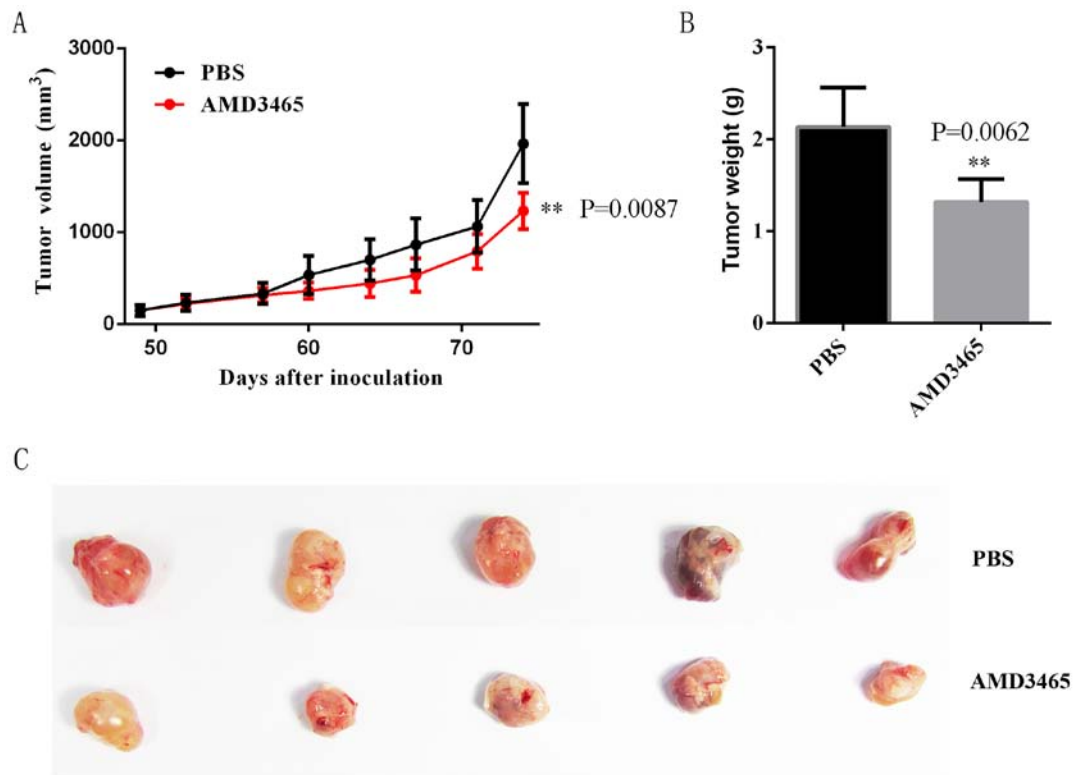 A
Tumor volume (mm³)
3000
2000
1000
0
50
60
70
Days after inoculation
PBS
AMD3465
** P=0.0087
B
Tumor weight (g)
3
2
1
0
P=0.0062
**
PBS
AMD3465
C
PBS
AMD3465